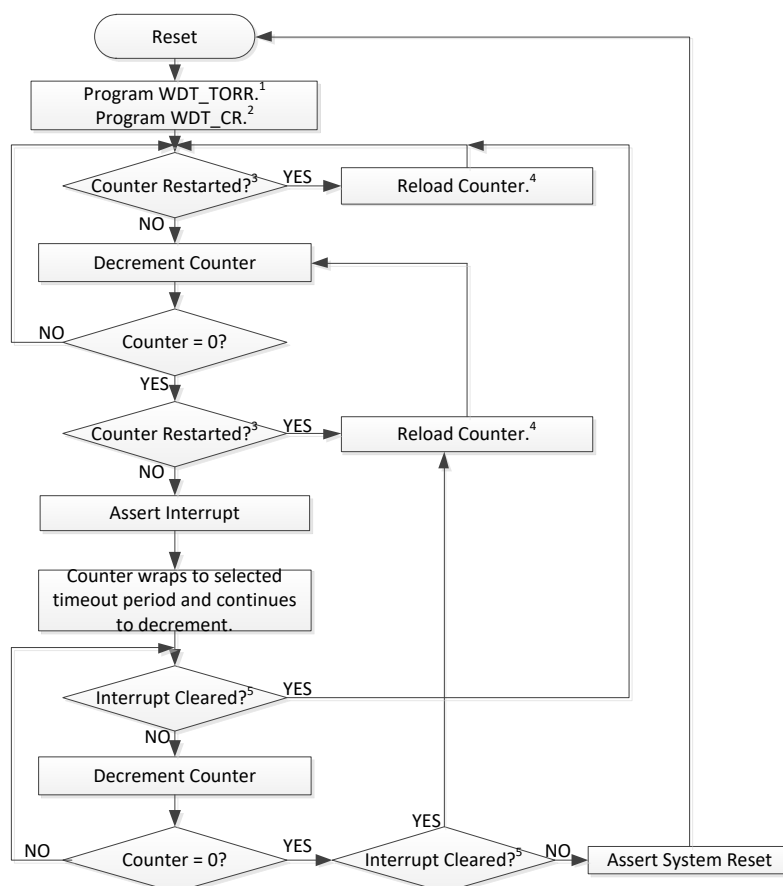 Reset
Program WDT_TORR.1
Program WDT_CR.2
Counter Restarted?3
YES
Reload Counter.4
NO
Decrement Counter
NO
Counter = 0?
YES
Counter Restarted?3
YES
Reload Counter.4
NO
Assert Interrupt
Counter wraps to selected
timeout period and continues
to decrement.
Interrupt Cleared?5
YES
NO
Decrement Counter
YES
NO
Counter = 0?
YES
Interrupt Cleared?5
NO
Assert System Reset